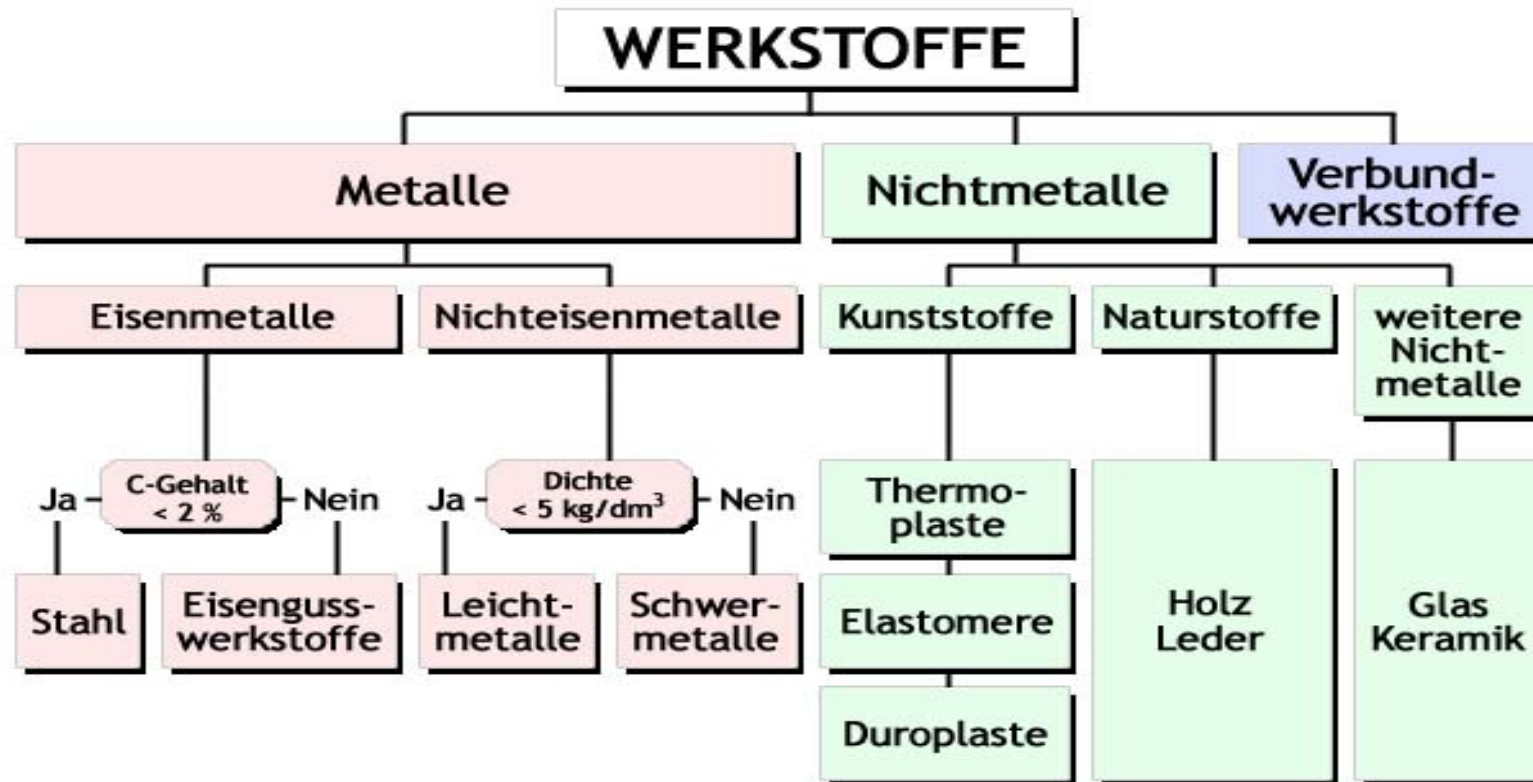 WERKSTOFFE
Metalle
Nichtmetalle
Verbund-
werkstoffe
Eisenmetalle
Nichteisenmetalle
Kunststoffe
Naturstoffe
weitere
Nicht-
metalle
Ja
C-Gehalt
< 2 %
Nein
Ja
Dichte
< 5 kg/dm³
Nein
Stahl
Eisenguss-
werkstoffe
Leicht-
metalle
Schwer-
metalle
Thermo-
plaste
Elastomere
Duroplaste
Holz
Leder
Glas
Keramik